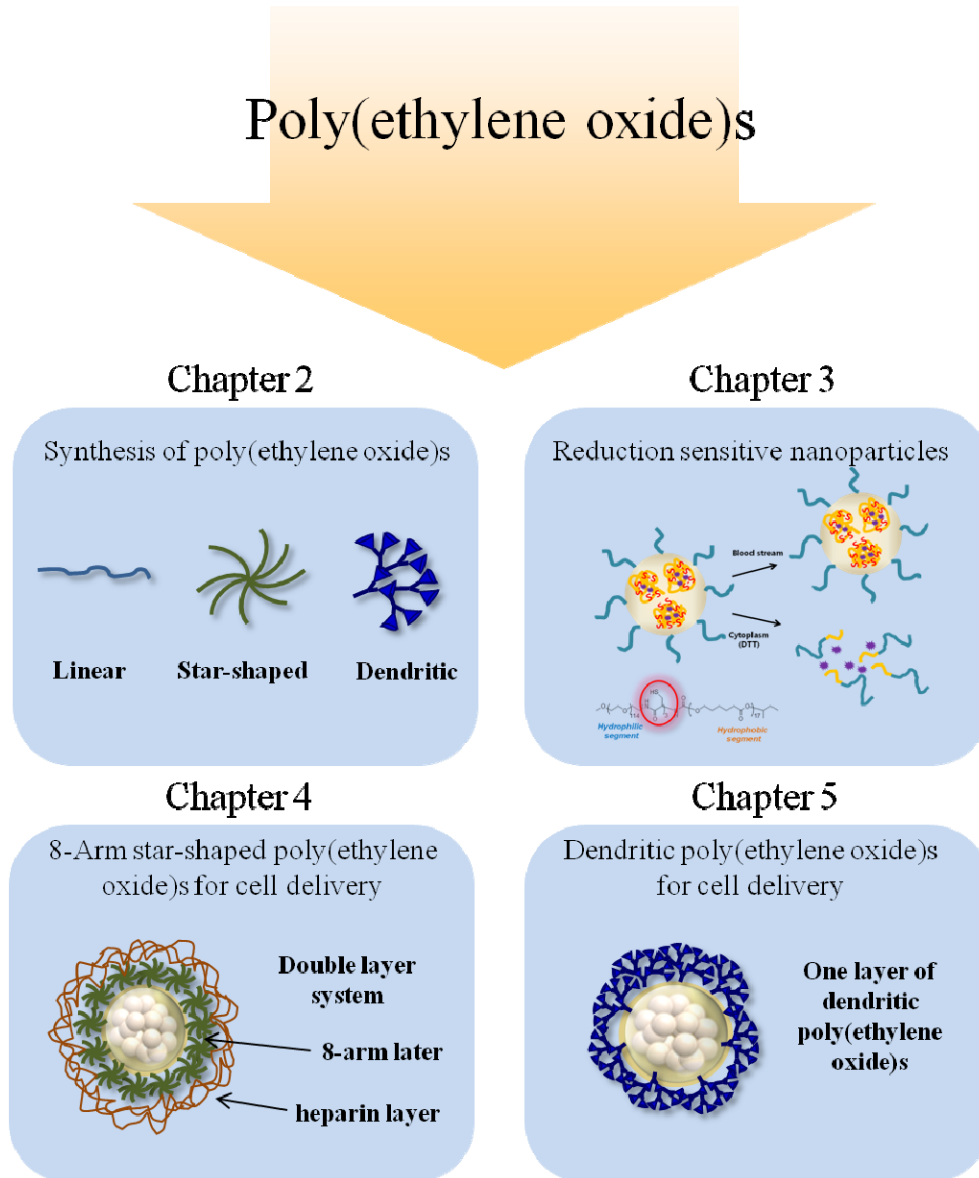 Poly(ethylene oxide)s
Chapter 2
Synthesis of poly(ethylene oxide)s
Linear
Star-shaped
Dendritic
Chapter 3
Reduction sensitive nanoparticles
Blood stream
Cytoplasm
(DTT)
HS
Hydrophilic
segment
Hydrophobic
segment
Chapter 4
8-Arm star-shaped poly(ethylene
oxide)s for cell delivery
Double layer
system
8-arm later
heparin layer
Chapter 5
Dendritic poly(ethylene oxide)s
for cell delivery
One layer of
dendritic
poly(ethylene
oxide)s